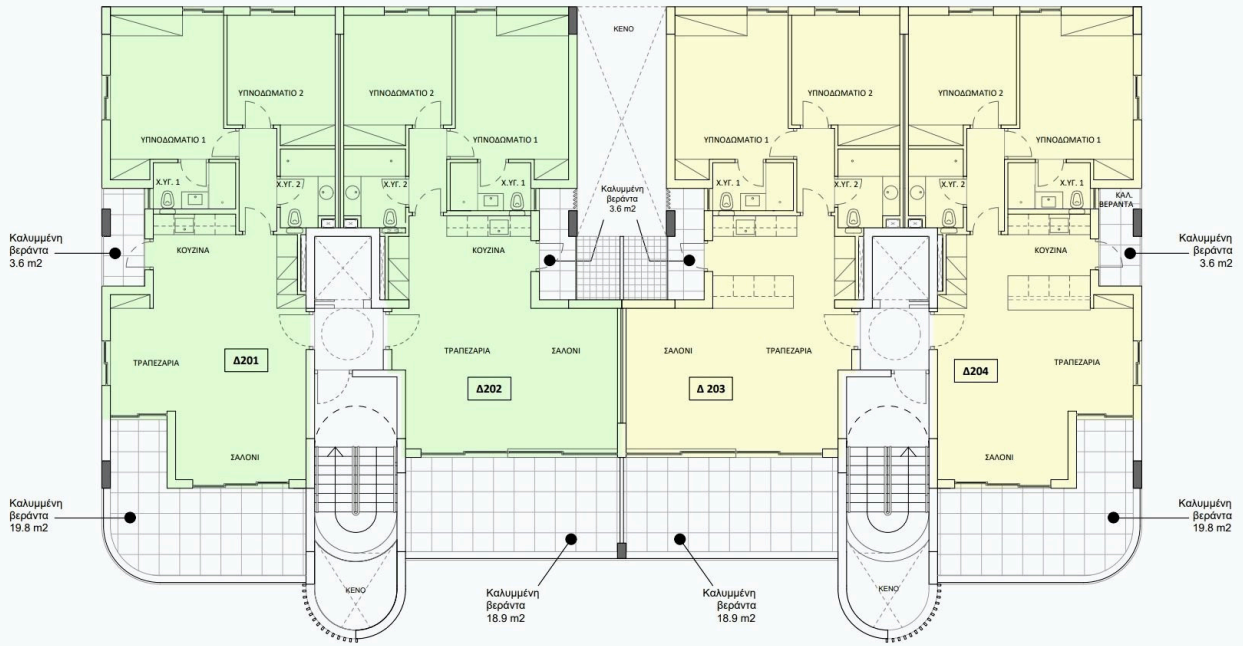 ΚΕΝΟ
ΥΠΝΟΔΩΜΑΤΙΟ 2
ΥΠΝΟΔΩΜΑΤΙΟ 2
ΥΠΝΟΔΩΜΑΤΙΟ 2
ΥΠΝΟΔΩΜΑΤΙΟ 2
ΥΠΝΟΔΩΜΑΤΙΟ 1
ΥΠΝΟΔΩΜΑΤΙΟ 1
ΥΠΝΟΔΩΜΑΤΙΟ 1
ΥΠΝΟΔΩΜΑΤΙΟ 1
Χ.ΥΓ. 1
Χ.ΥΓ. 2
Χ.ΥΓ. 2
Χ.ΥΓ. 1
Χ.ΥΓ. 1
Χ.ΥΓ. 2
Χ.ΥΓ. 2
Χ.ΥΓ. 1
Καλυμμένη
βεράντα
3.6 m2
ΚΑΛ.
ΒΕΡΑΝΤΑ
Καλυμμένη
βεράντα
3.6 m2
ΚΟΥΖΙΝΑ
ΚΟΥΖΙΝΑ
ΚΟΥΖΙΝΑ
ΚΟΥΖΙΝΑ
Καλυμμένη
βεράντα
3.6 m2
ΤΡΑΠΕΖΑΡΙΑ
Δ201
ΤΡΑΠΕΖΑΡΙΑ
ΣΑΛΟΝΙ
Δ202
ΣΑΛΟΝΙ
ΤΡΑΠΕΖΑΡΙΑ
Δ 203
Δ204
ΤΡΑΠΕΖΑΡΙΑ
ΣΑΛΟΝΙ
ΣΑΛΟΝΙ
Καλυμμένη
βεράντα
19.8 m2
Καλυμμένη
βεράντα
19.8 m2
ΚΕΝΟ
Καλυμμένη
βεράντα
18.9 m2
Καλυμμένη
βεράντα
18.9 m2
ΚΕΝΟ